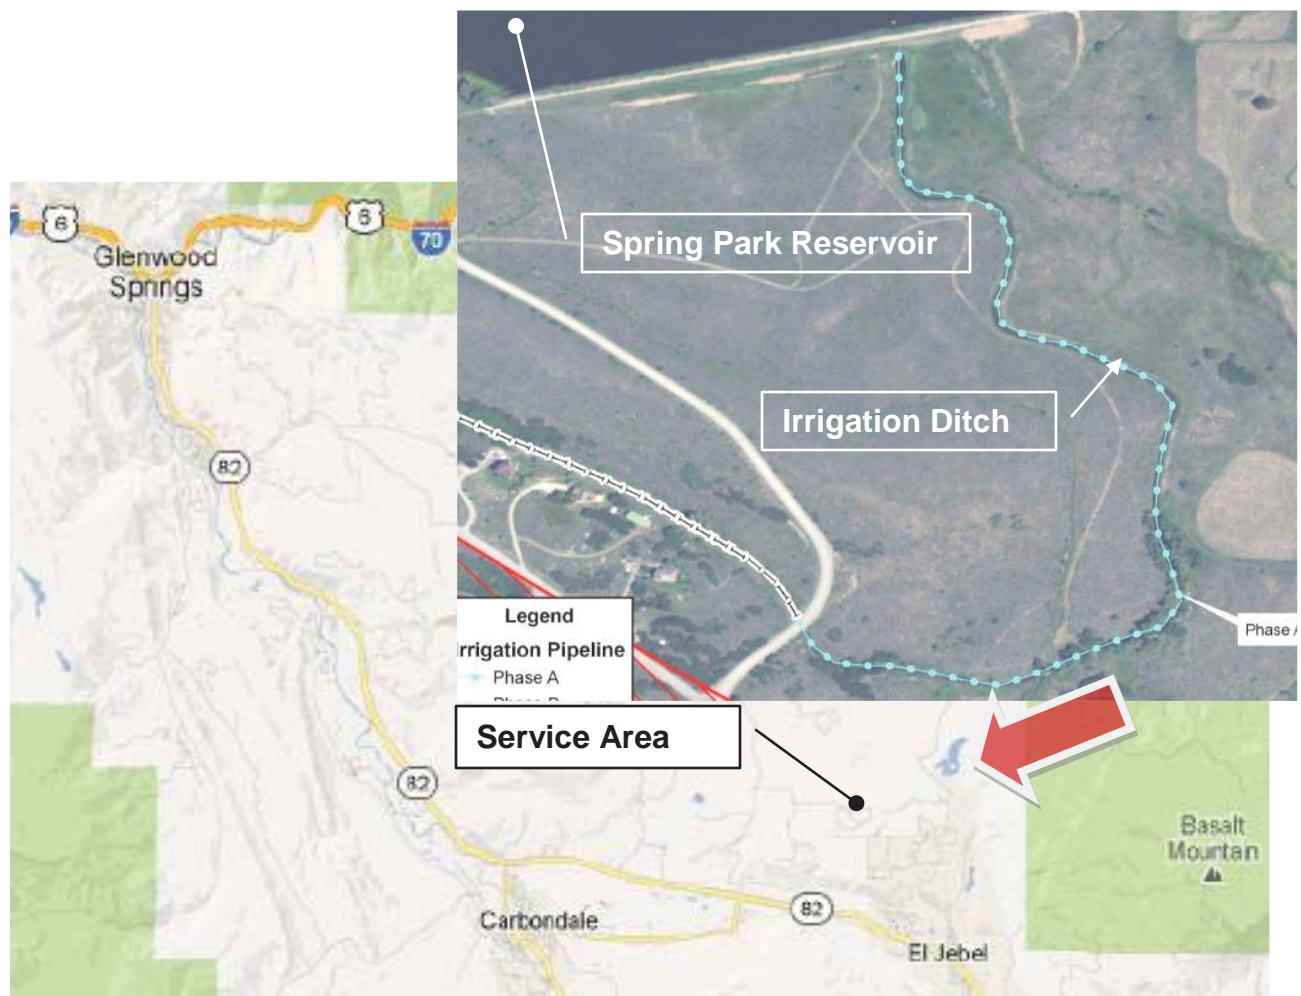 Spring Park Reservoir
6
6
70
Glenwood
Springs
Irrigation Ditch
82
Legend
Irrigation Pipeline
Phase A
Phase A
Service Area
82
Basalt
Mountain
82
Carbondale
El Jebel